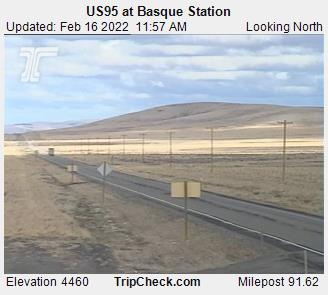 US95 at Basque Station
Updated: Feb 16 2022 11:57 AM Looking North
Elevation 4460 TripCheck.com Milepost 91.62